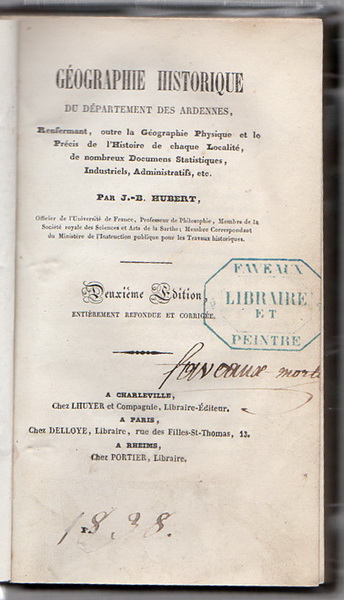 GÉOGRAPHIE HISTORIQUE
DU DÉPARTEMENT DES ARDENNES,
Renfermant, outre la Géographie Physique et le
Précis de l'Histoire de chaque Localité,
de nombreux Documens Statistiques,
Industriels, Administratifs, etc.
PAR J.-B. HUBERT,
Officier de l'Université de France, Professeur de Philosophie, Membre de la
Société royale des Sciences et Arts de la Sarthe; Membre Correspondant
du Ministère de l'Instruction publique pour les Travaux historiques.
Deuxième Edition,
ENTIÈREMENT REFONDUE ET CORRIGÉE.
FAVEAUX
LIBRAIRE
ET
PEINTRE
faveaux
A CHARLEVILLE,
Chez LHUYER et Compagnie, Libraire-Éditeur.
A PARIS,
Chez DELLOYE, Libraire, rue des Filles-St-Thomas, 13.
A RHEIMS,
Chez PORTIER, Libraire.
1838.